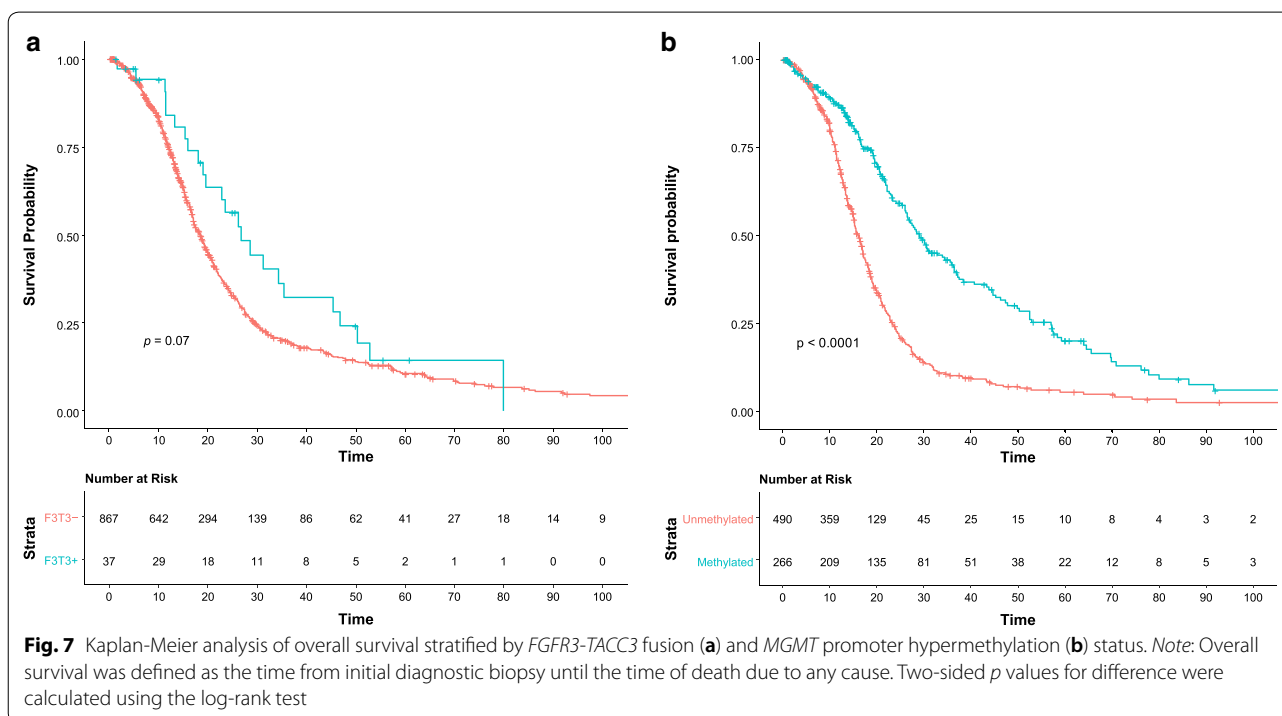 a
1.00
0.75
0.50
0.25
0.00
Survival Probability
p = 0.07
0 10 20 30 40 50 60 70 80 90 100
Time
Number at Risk
Strata
F3T3− 867 642 294 139 86 62 41 27 18 14 9
F3T3+ 37 29 18 11 8 5 2 1 1 0 0
0 10 20 30 40 50 60 70 80 90 100
Time
b
1.00
0.75
0.50
0.25
0.00
Survival probability
p < 0.0001
0 10 20 30 40 50 60 70 80 90 100
Time
Number at Risk
Strata
Unmethylated 490 359 129 45 25 15 10 8 4 3 2
Methylated 266 209 135 81 51 38 22 12 8 5 3
0 10 20 30 40 50 60 70 80 90 100
Time
Fig. 7 Kaplan-Meier analysis of overall survival stratified by FGFR3-TACC3 fusion (a) and MGMT promoter hypermethylation (b) status. Note: Overall
survival was defined as the time from initial diagnostic biopsy until the time of death due to any cause. Two-sided p values for difference were
calculated using the log-rank test